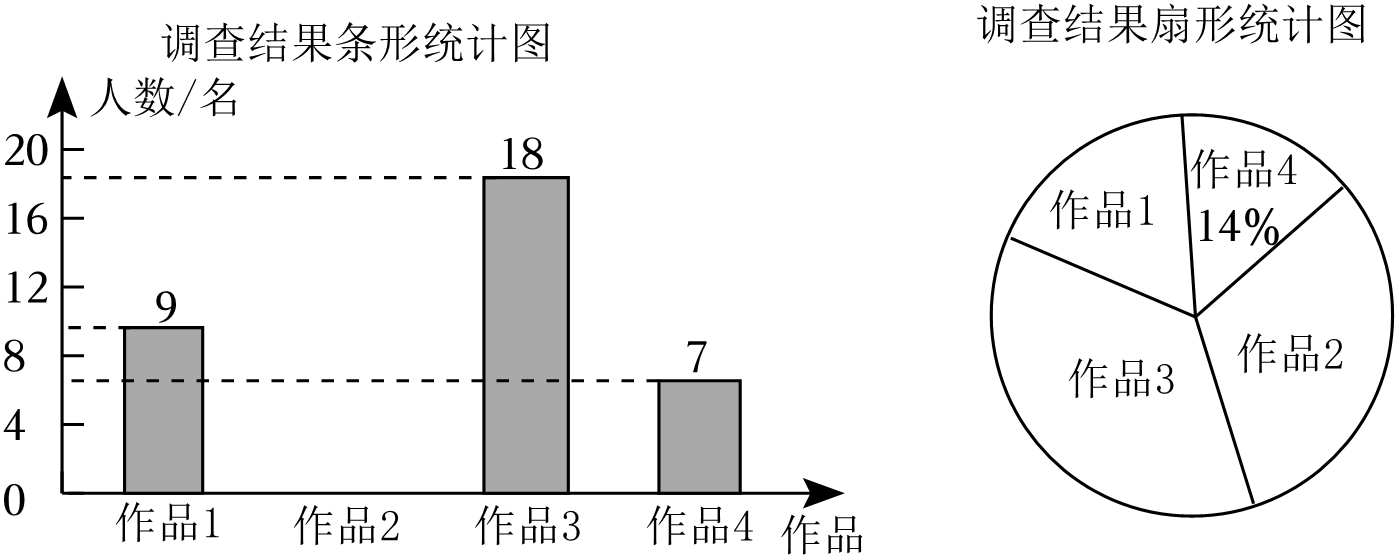 调查结果条形统计图
人数/名
20
16
12
8
4
0
9
18
7
作品1
作品2
作品3
作品4
作品
调查结果扇形统计图
作品1
作品4
14%
作品2
作品3